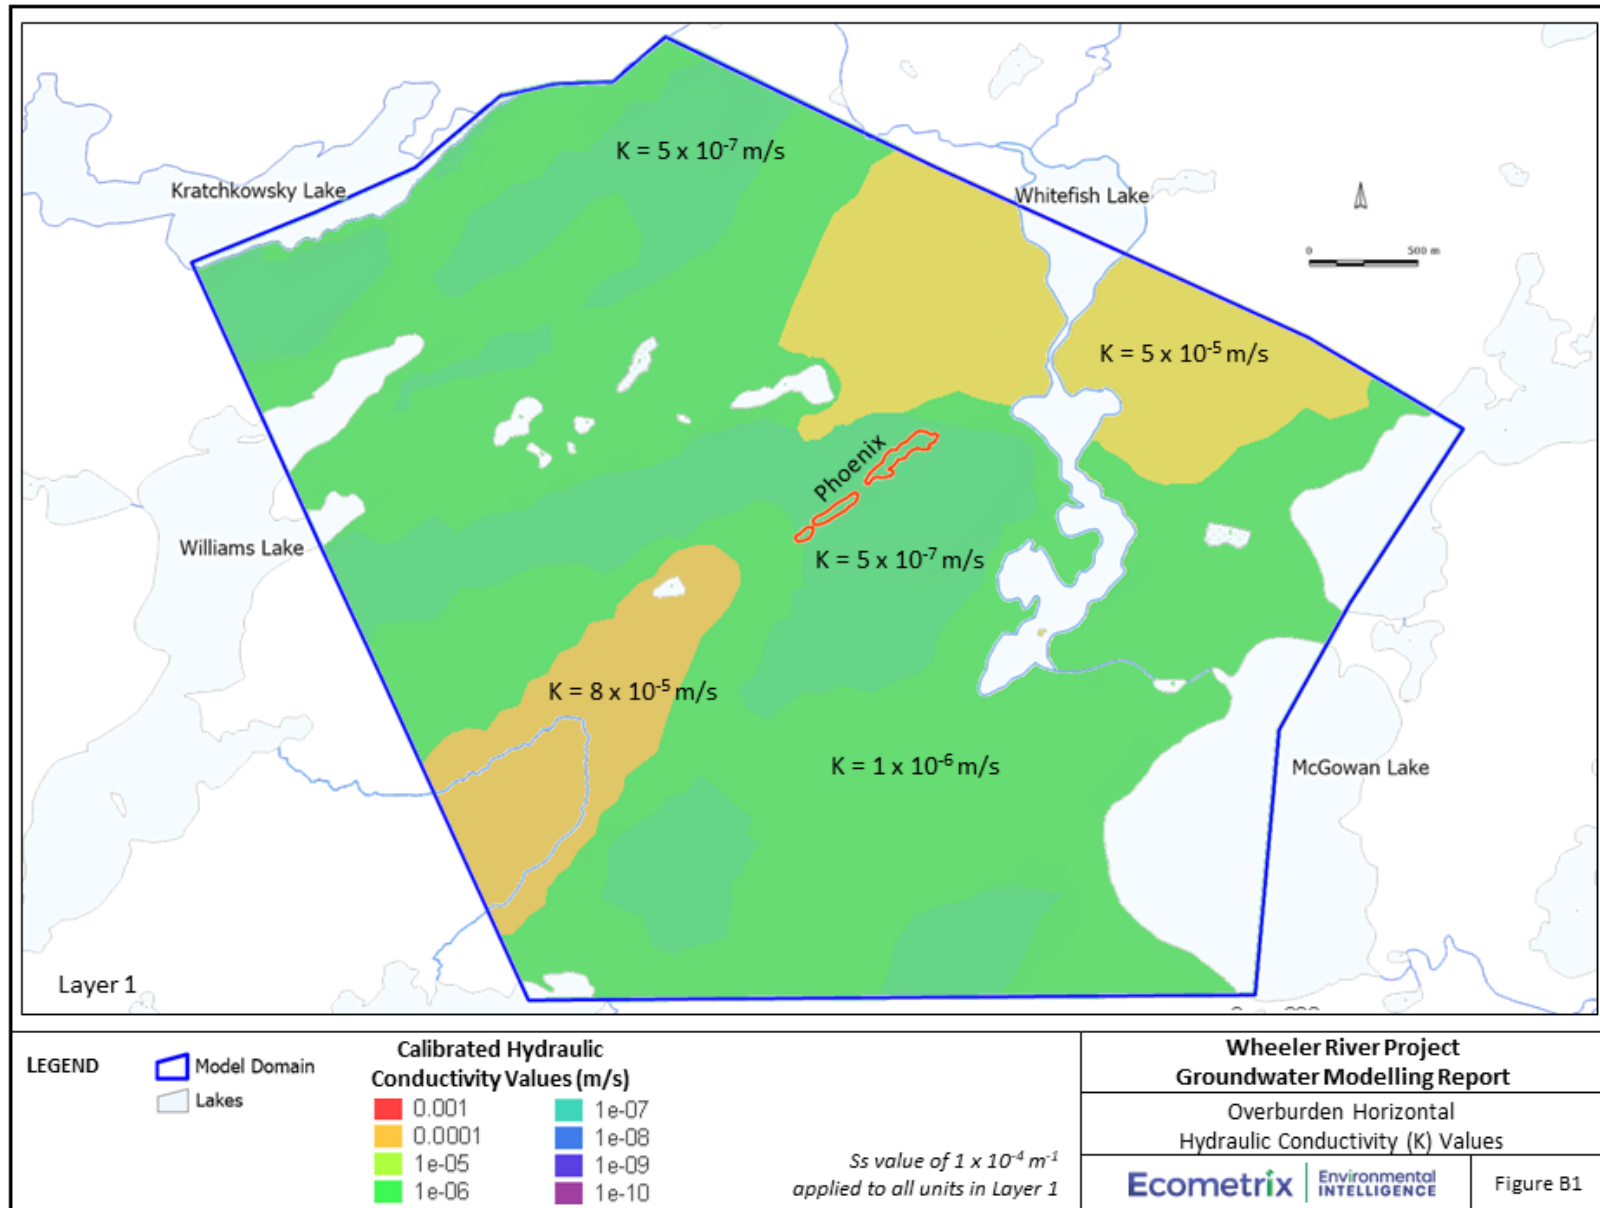 K = 5 x 10⁻⁷ m/s
Kratchkowsky Lake
Whitefish Lake
0 500 m
K = 5 x 10⁻⁵ m/s
Phoenix
Williams Lake
K = 5 x 10⁻⁷ m/s
K = 8 x 10⁻⁵ m/s
K = 1 x 10⁻⁶ m/s
McGowan Lake
Layer 1
LEGEND
Model Domain
Lakes
Calibrated Hydraulic
Conductivity Values (m/s)
0.001
0.0001
1e-05
1e-06
1e-07
1e-08
1e-09
1e-10
Ss value of 1 x 10⁻⁴ m⁻¹
applied to all units in Layer 1
Wheeler River Project
Groundwater Modelling Report
Overburden Horizontal
Hydraulic Conductivity (K) Values
Ecometrix Environmental
INTELLIGENCE
Figure B1